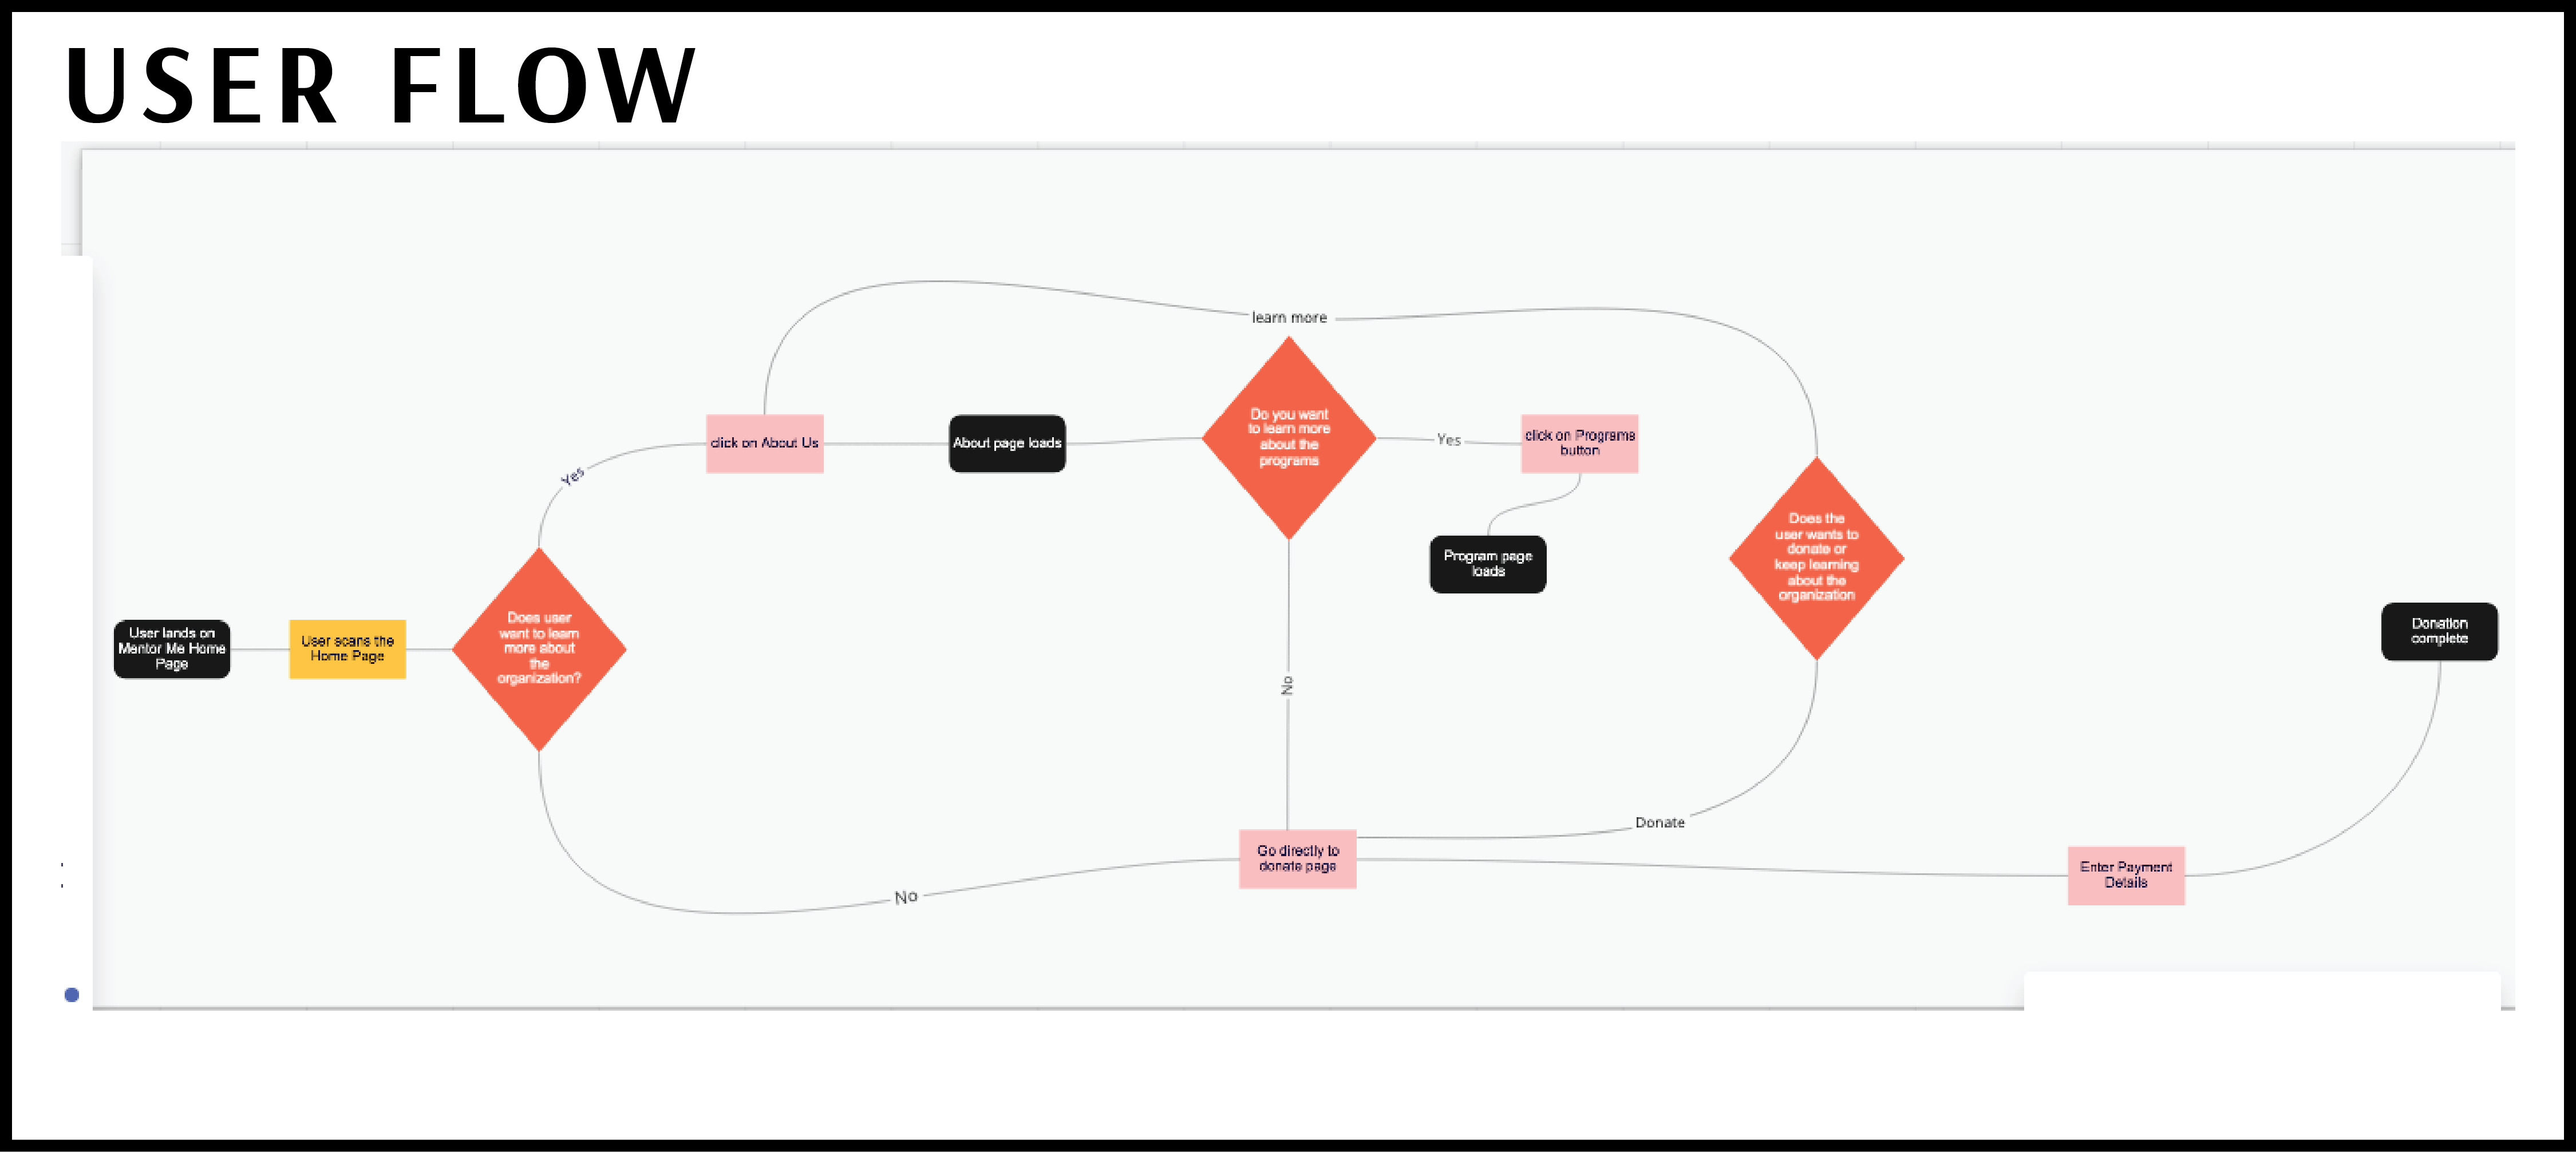 USER FLOW
learn more
Do you want
to learn more
about the
programs
click on About Us
About page loads
Yes
click on Programs
button
Yes
Does the
user wants to
donate or
keep learning
about the
organization
Program page
loads
User lands on
Mentor Me Home
Page
User scans the
Home Page
Does user
want to learn
more about
the
organization?
Donation
complete
No
Donate
Go directly to
donate page
Enter Payment
Details
No